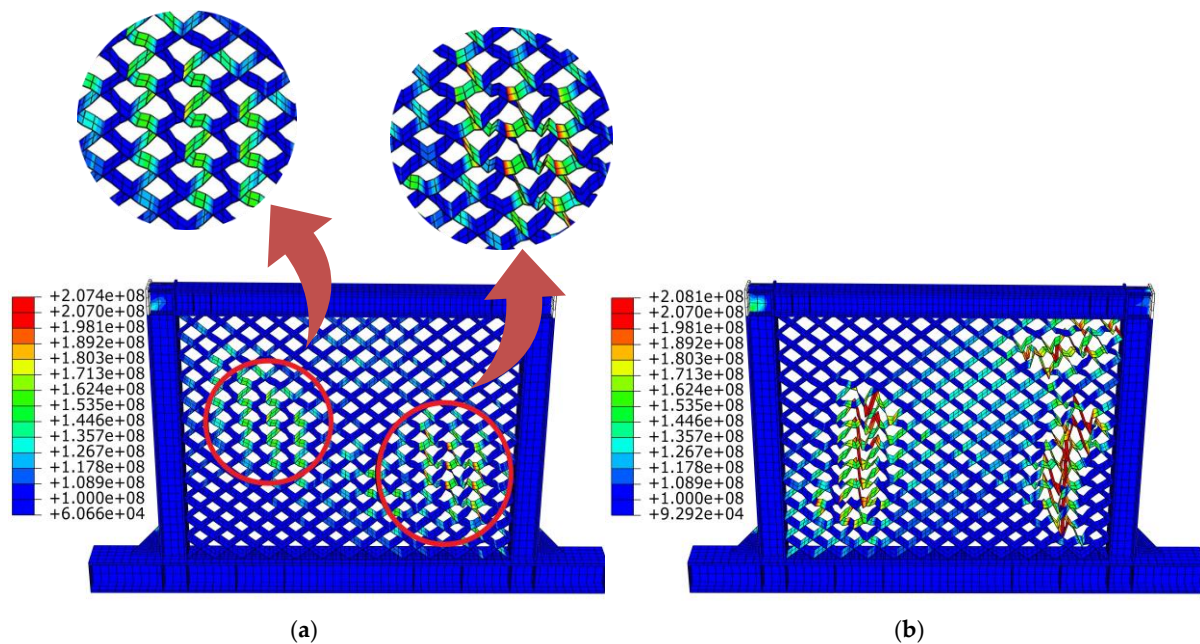 +2.074e+08
+2.070e+08
+1.981e+08
+1.892e+08
+1.803e+08
+1.713e+08
+1.624e+08
+1.535e+08
+1.446e+08
+1.357e+08
+1.267e+08
+1.178e+08
+1.089e+08
+1.000e+08
+6.066e+04
(a)
+2.081e+08
+2.070e+08
+1.981e+08
+1.892e+08
+1.803e+08
+1.713e+08
+1.624e+08
+1.535e+08
+1.446e+08
+1.357e+08
+1.267e+08
+1.178e+08
+1.089e+08
+1.000e+08
+9.292e+04
(b)